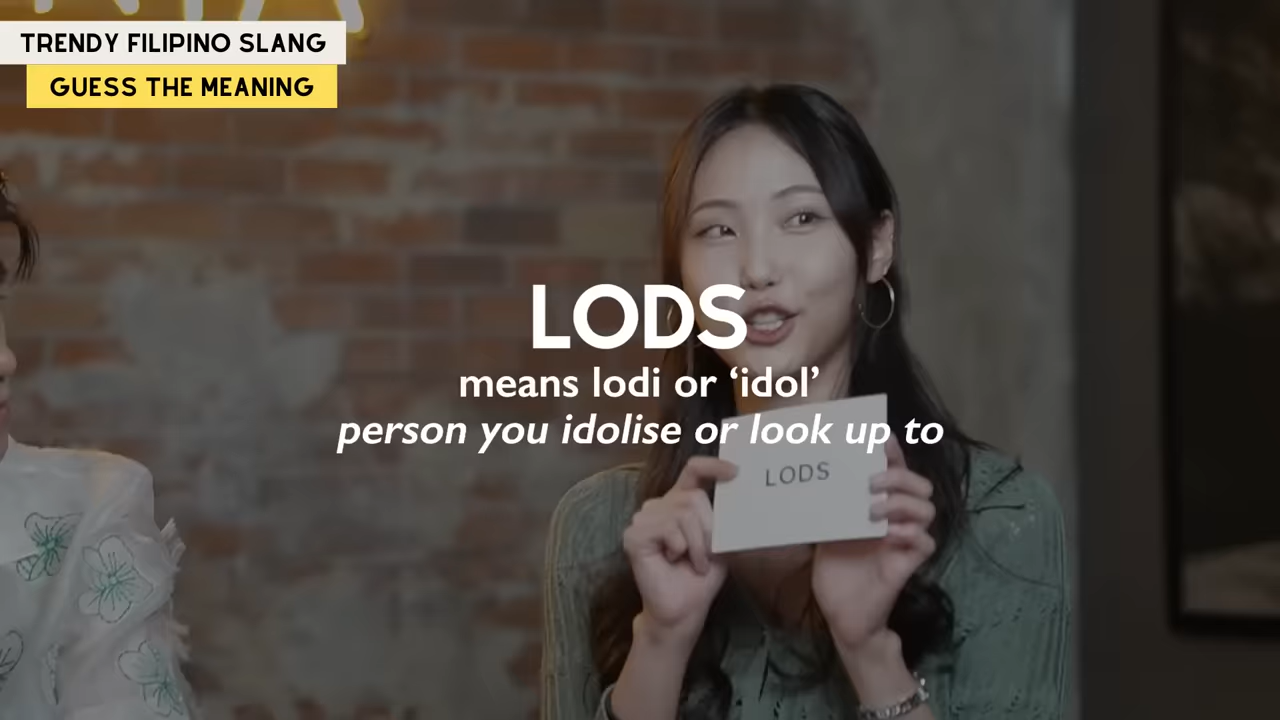 TRENDY FILIPINO SLANG
GUESS THE MEANING
LODS
means lodi or ‘idol’
person you idolise or look up to
LODS